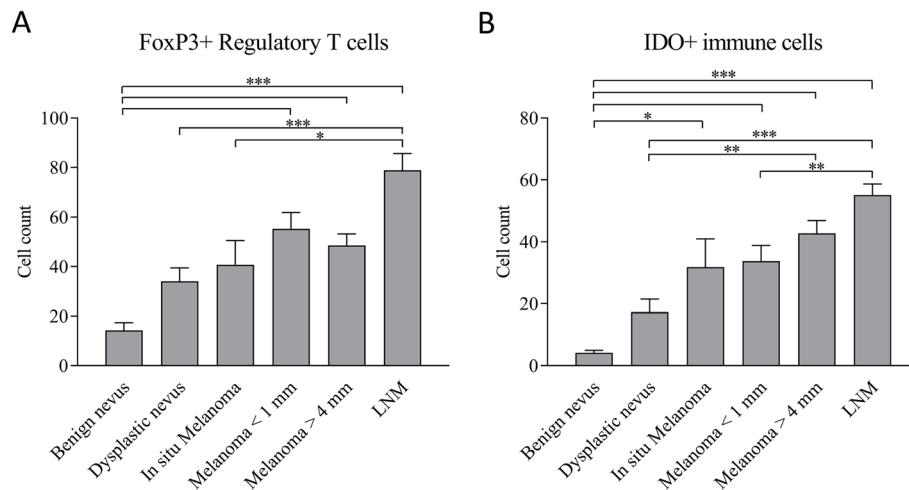 A
FoxP3+ Regulatory T cells
***
***
*
100
80
60
40
20
0
Cell count
Benign nevus
Dysplastic nevus
In situ Melanoma
Melanoma < 1 mm
Melanoma > 4 mm
LNM
B
IDO+ immune cells
***
*
***
**
**
80
60
40
20
0
Cell count
Benign nevus
Dysplastic nevus
In situ Melanoma
Melanoma < 1 mm
Melanoma > 4 mm
LNM